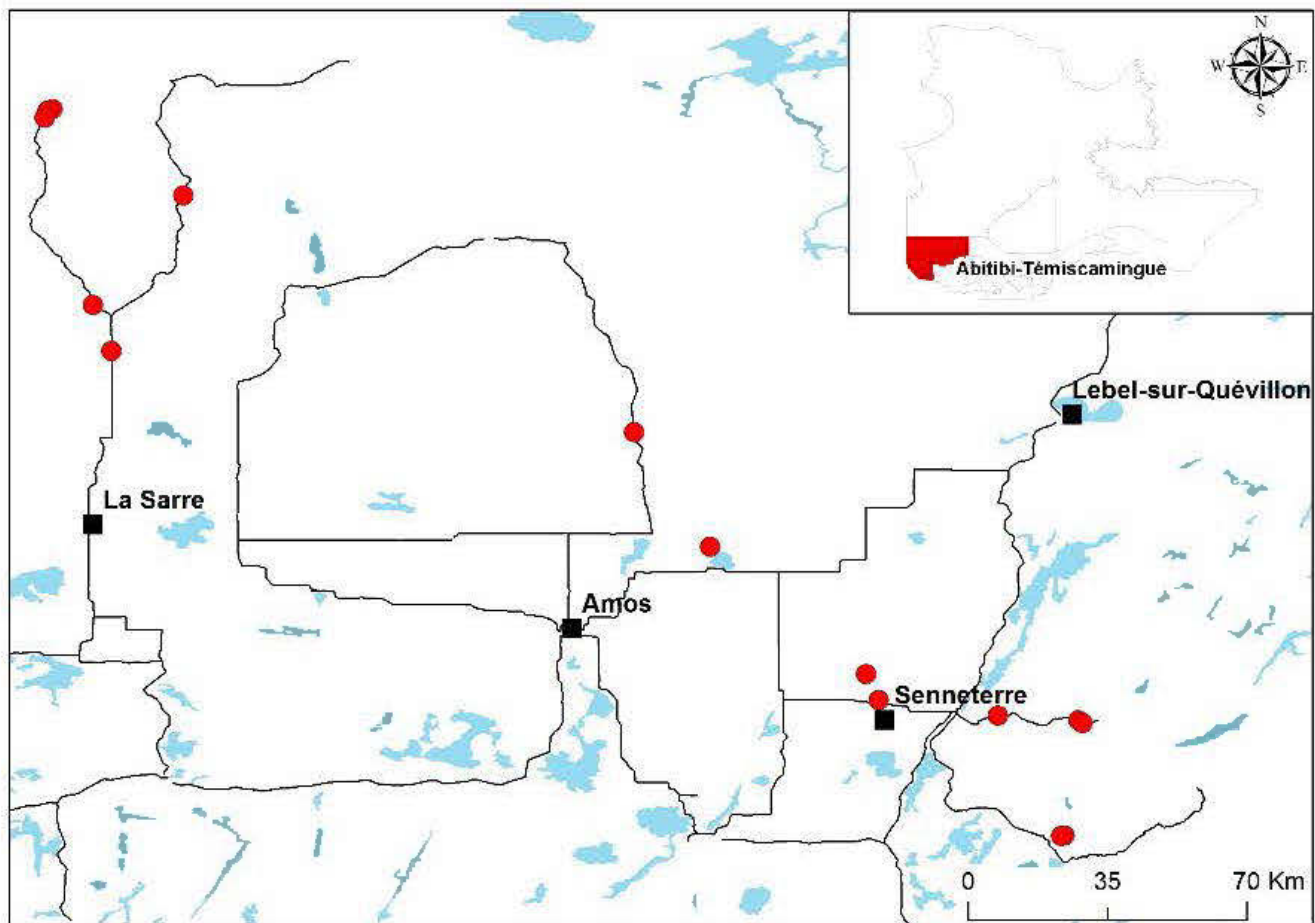 N
W E
S
Abitibi-Témiscamingue
Lebel-sur-Quévillon
La Sarre
Amos
Senneterre
0 35 70 Km